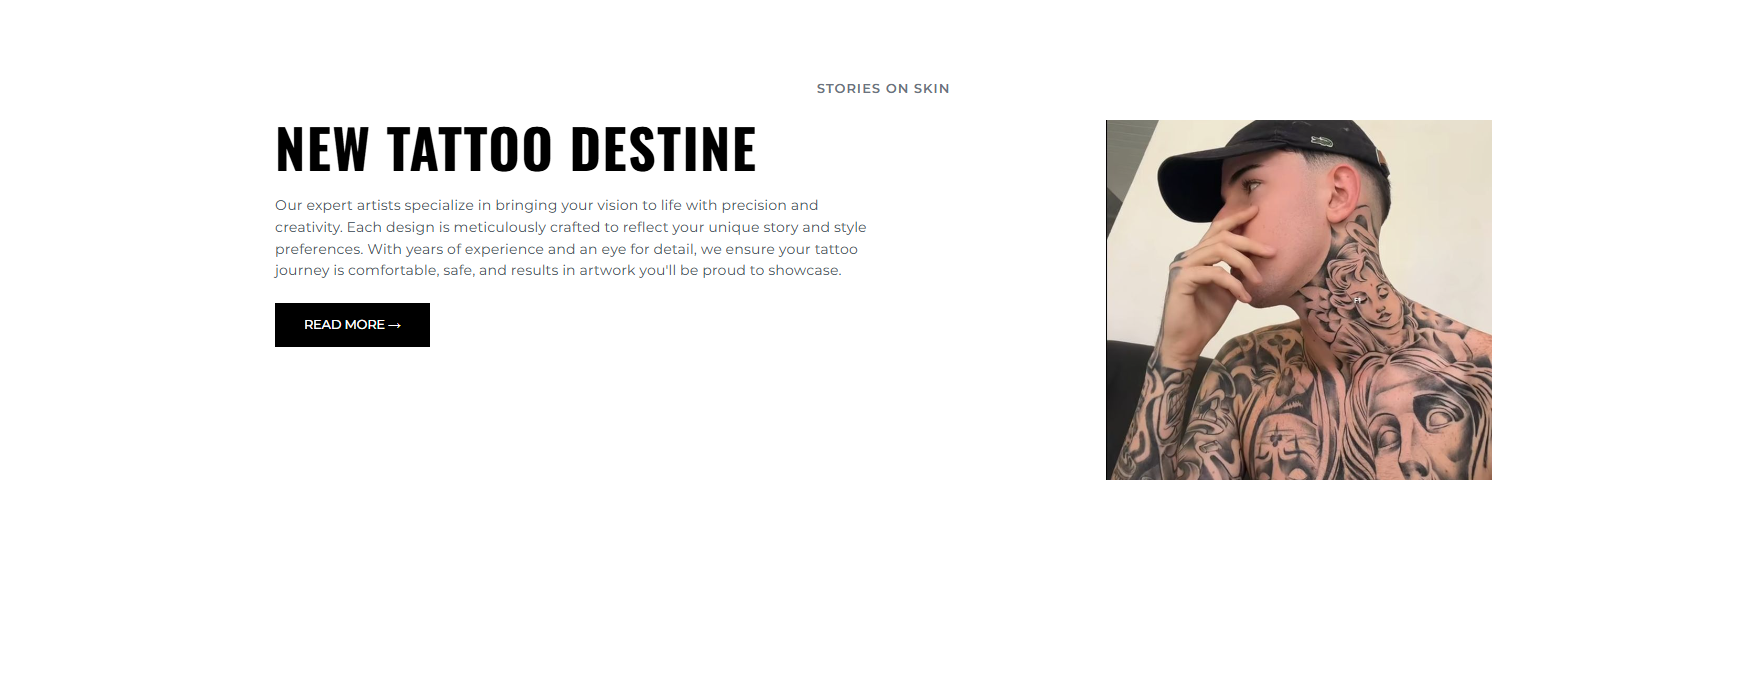 STORIES ON SKIN
NEW TATTOO DESTINE
Our expert artists specialize in bringing your vision to life with precision and
creativity. Each design is meticulously crafted to reflect your unique story and style
preferences. With years of experience and an eye for detail, we ensure your tattoo
journey is comfortable, safe, and results in artwork you'll be proud to showcase.
READ MORE →